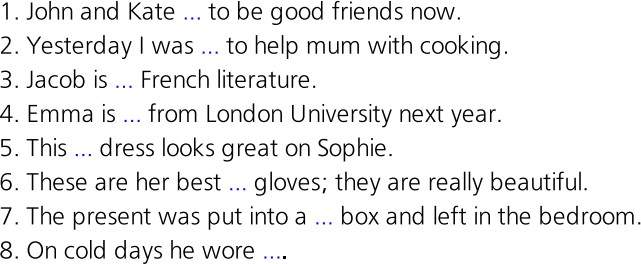 1. John and Kate ... to be good friends now.
2. Yesterday I was ... to help mum with cooking.
3. Jacob is ... French literature.
4. Emma is ... from London University next year.
5. This ... dress looks great on Sophie.
6. These are her best ... gloves; they are really beautiful.
7. The present was put into a ... box and left in the bedroom.
8. On cold days he wore ....